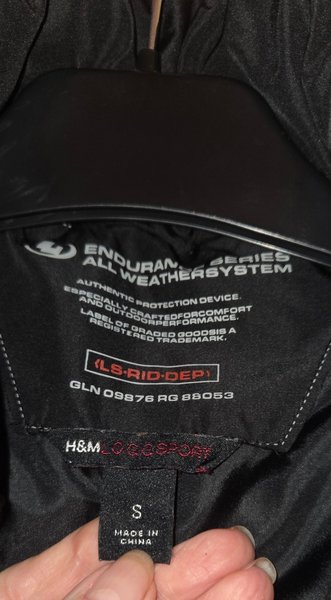 ENDURANCE SERIES
ALL WEATHERSYSTEM
AUTHENTIC PROTECTION DEVICE.
ESPECIALLY CRAFTEDFORCOMFORT
AND OUTDOORPERFORMANCE.
LABEL OF GRADED GOODSIS A
REGISTERED TRADEMARK.
(LS-RID-DEP)
GLN 09876 RG 88053
H&M L.O.G.G SPORT
S
MADE IN
CHINA